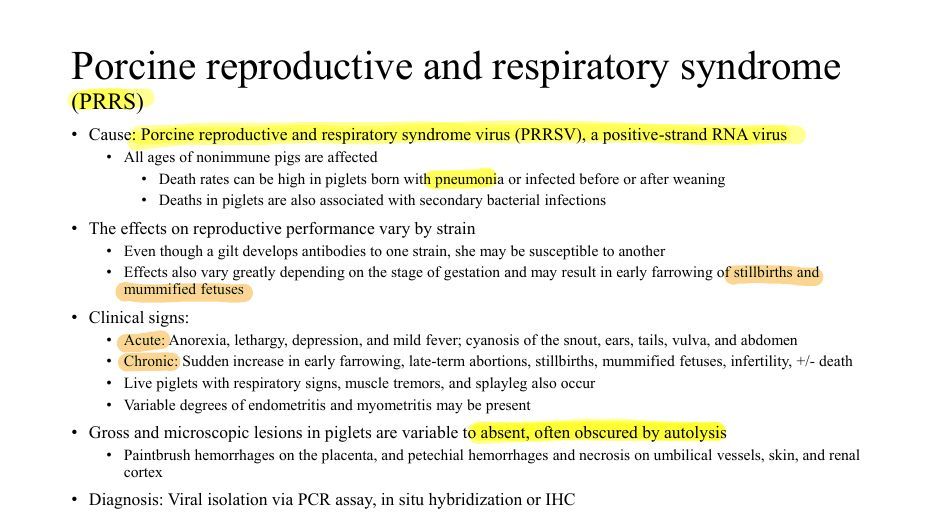 Porcine reproductive and respiratory syndrome
(PRRS)
• Cause: Porcine reproductive and respiratory syndrome virus (PRRSV), a positive-strand RNA virus
• All ages of nonimmune pigs are affected
• Death rates can be high in piglets born with pneumonia or infected before or after weaning
• Deaths in piglets are also associated with secondary bacterial infections
• The effects on reproductive performance vary by strain
• Even though a gilt develops antibodies to one strain, she may be susceptible to another
• Effects also vary greatly depending on the stage of gestation and may result in early farrowing of stillbirths and
mummified fetuses
• Clinical signs:
• Acute: Anorexia, lethargy, depression, and mild fever; cyanosis of the snout, ears, tails, vulva, and abdomen
• Chronic: Sudden increase in early farrowing, late-term abortions, stillbirths, mummified fetuses, infertility, +/- death
• Live piglets with respiratory signs, muscle tremors, and splayleg also occur
• Variable degrees of endometritis and myometritis may be present
• Gross and microscopic lesions in piglets are variable to absent, often obscured by autolysis
• Paintbrush hemorrhages on the placenta, and petechial hemorrhages and necrosis on umbilical vessels, skin, and renal
cortex
• Diagnosis: Viral isolation via PCR assay, in situ hybridization or IHC